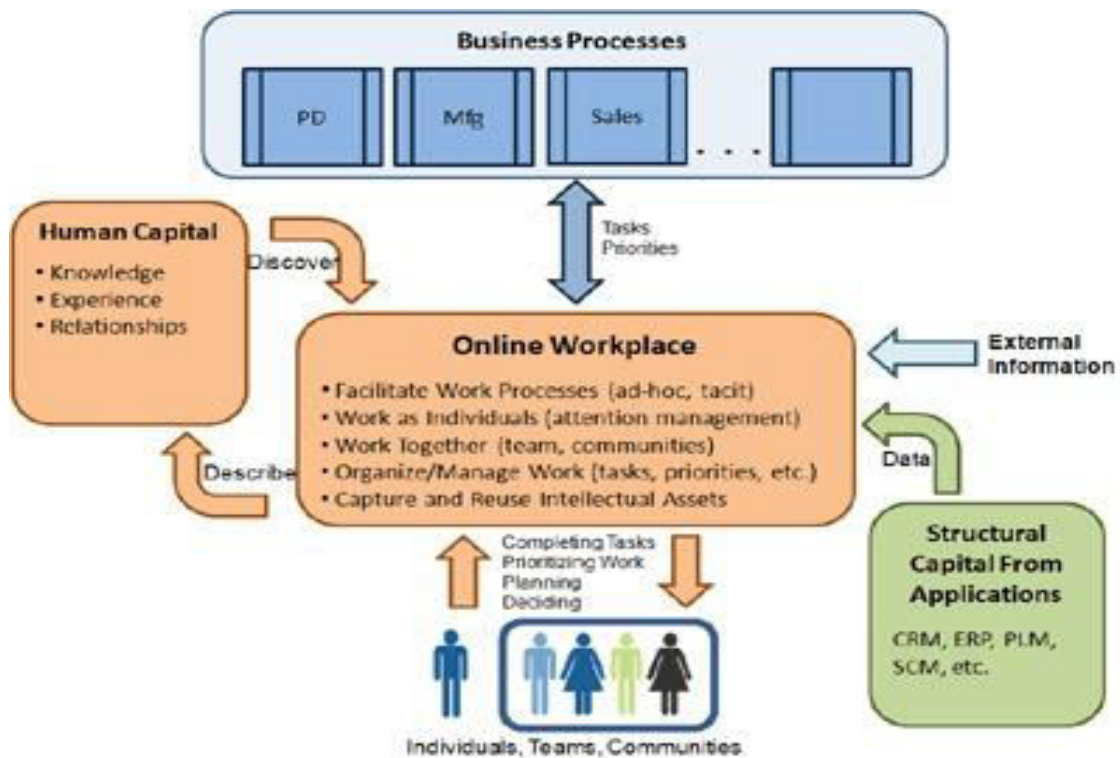 Business Processes
PD
Mfg
Sales
. . .
Tasks
Priorities
Human Capital
• Knowledge
• Experience
• Relationships
Discover
Describe
Online Workplace
• Facilitate Work Processes (ad-hoc, tacit)
• Work as Individuals (attention management)
• Work Together (team, communities)
• Organize/Manage Work (tasks, priorities, etc.)
• Capture and Reuse Intellectual Assets
External
Information
Data
Structural
Capital From
Applications
CRM, ERP, PLM,
SCM, etc.
Completing Tasks
Prioritizing Work
Planning
Deciding
Individuals, Teams, Communities